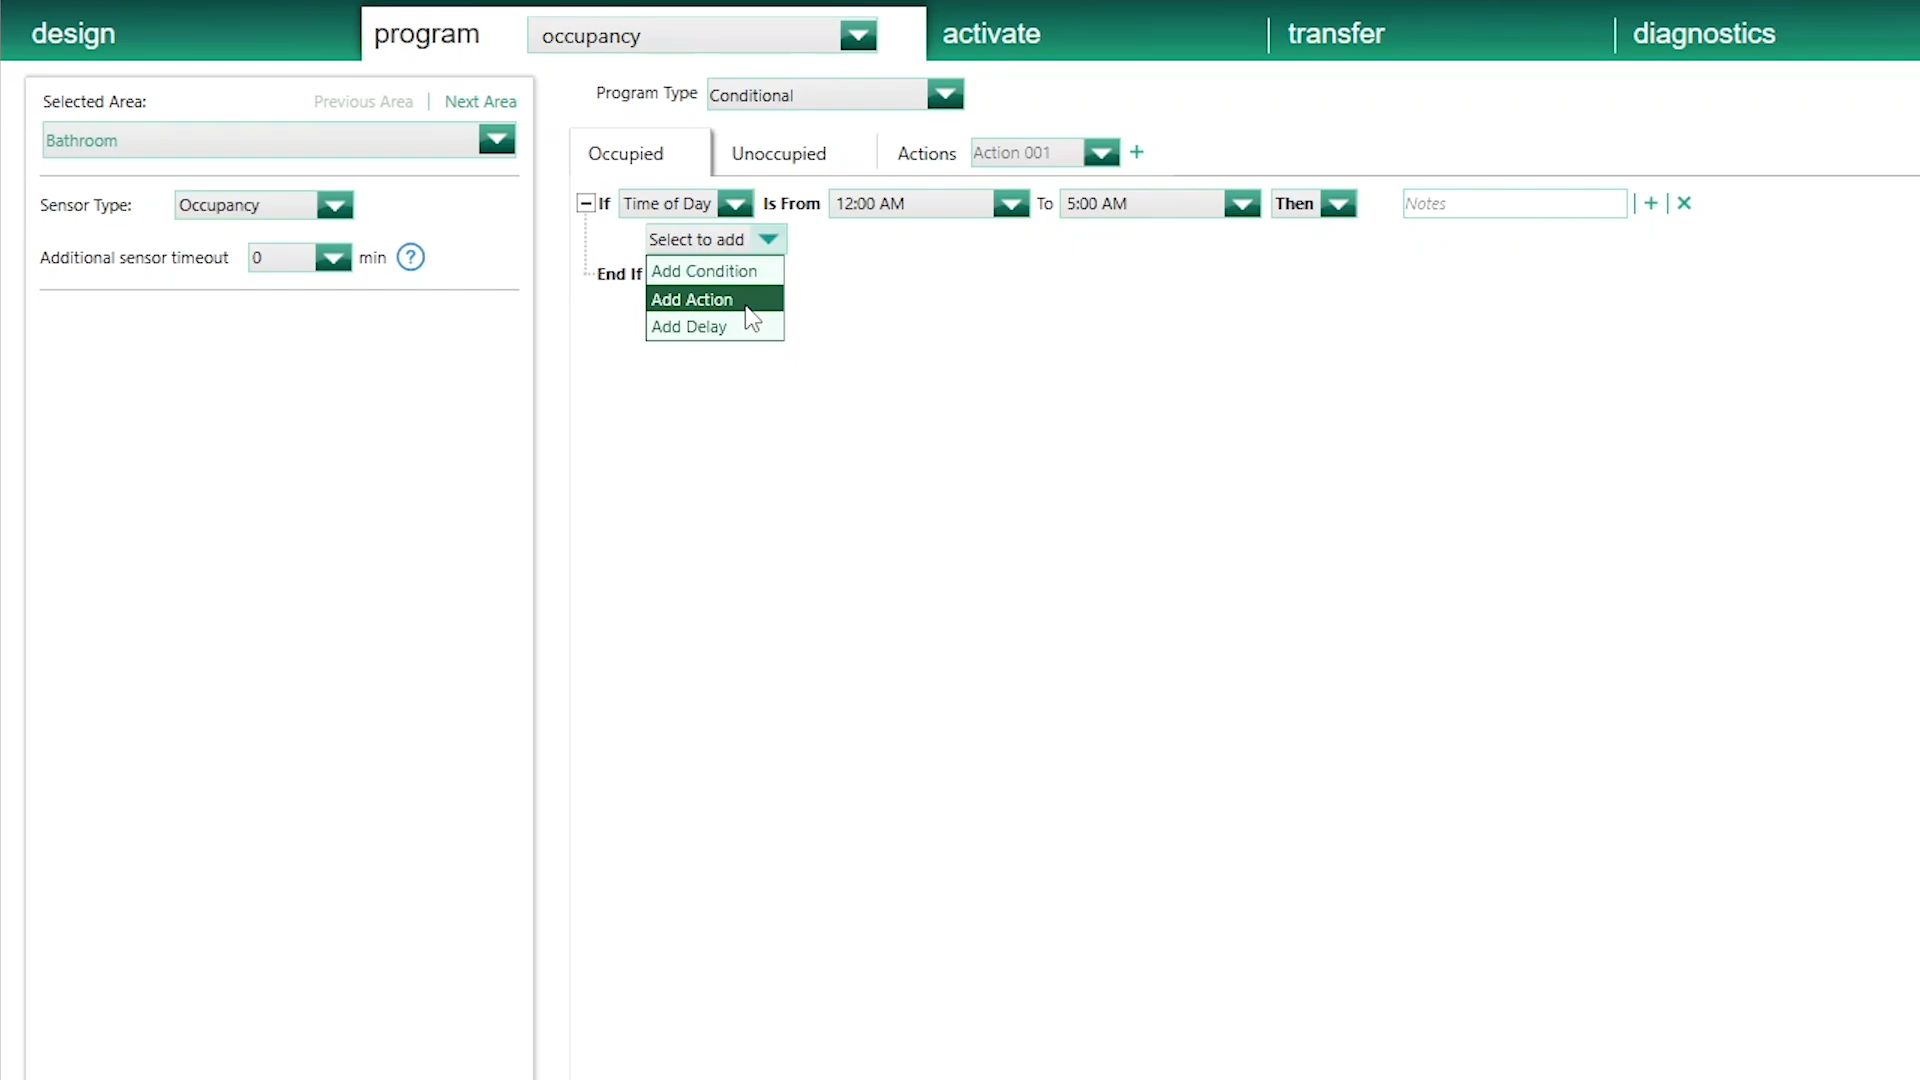 design program occupancy activate transfer diagnostics
Selected Area: Previous Area Next Area
Bathroom
Sensor Type: Occupancy
Additional sensor timeout 0 min ?
Program Type Conditional
Occupied Unoccupied Actions Action 001 +
If Time of Day Is From 12:00 AM To 5:00 AM Then Notes + ×
Select to add
End If
Add Condition
Add Action
Add Delay